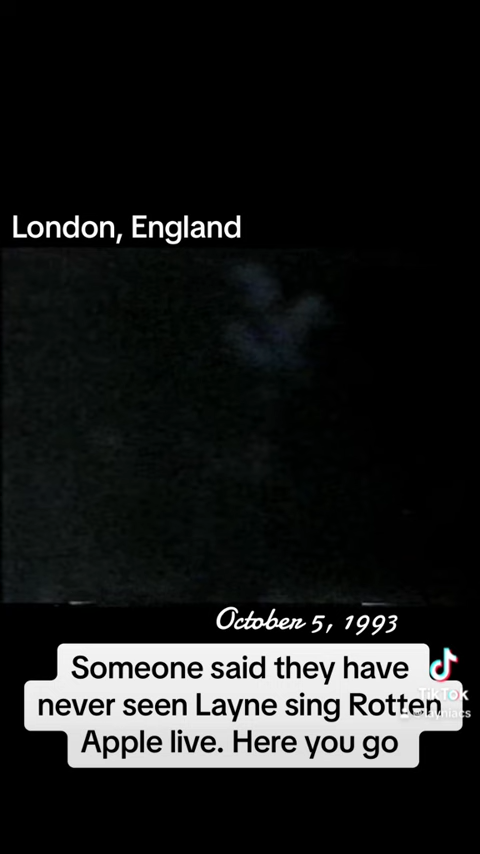 London, England
October 5, 1993
Someone said they have
never seen Layne sing Rotten
Apple live. Here you go
TikTok